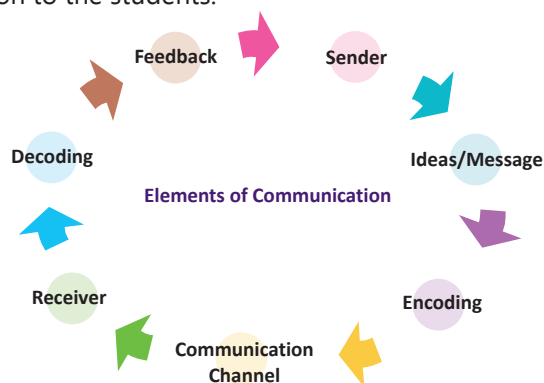 on to the students.
Feedback
Sender
Ideas/Message
Encoding
Communication
Channel
Receiver
Decoding
Elements of Communication